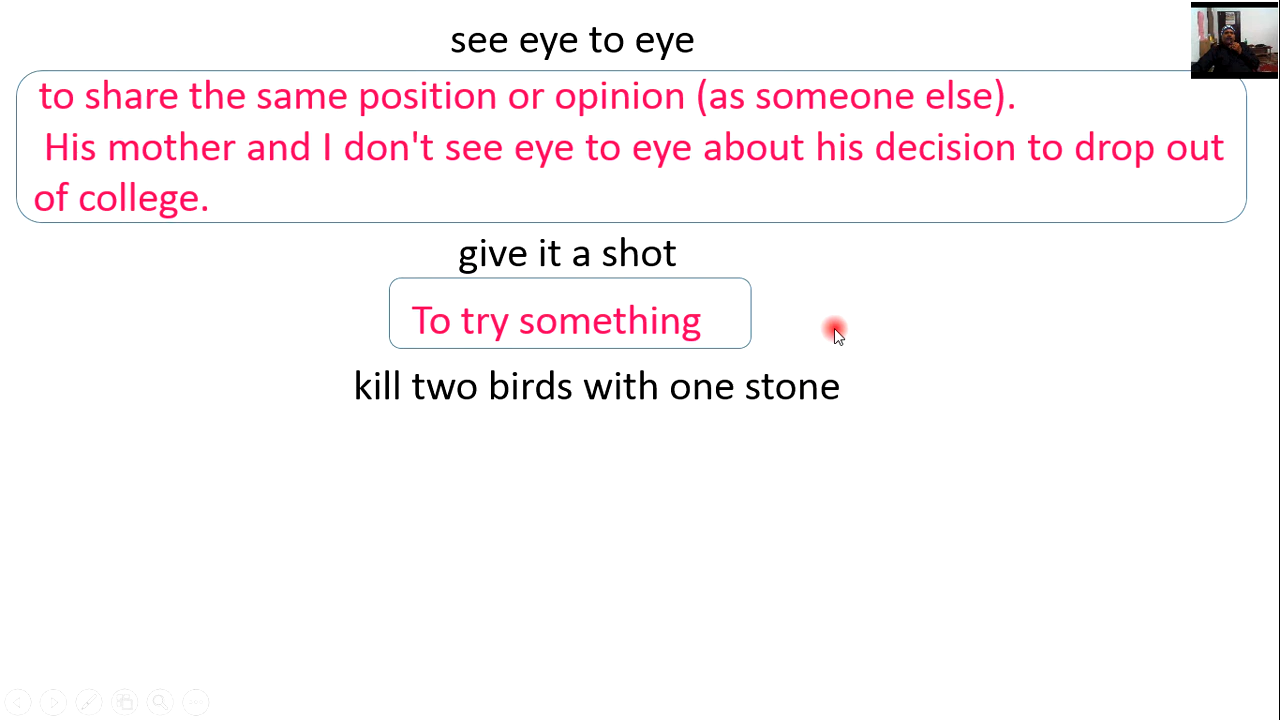 see eye to eye
to share the same position or opinion (as someone else).
His mother and I don't see eye to eye about his decision to drop out
of college.
give it a shot
To try something
kill two birds with one stone